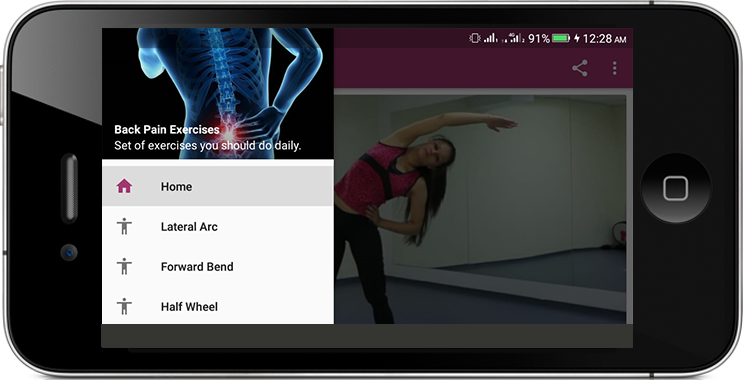 91% 12:28 AM
Back Pain Exercises
Set of exercises you should do daily.
Home
Lateral Arc
Forward Bend
Half Wheel